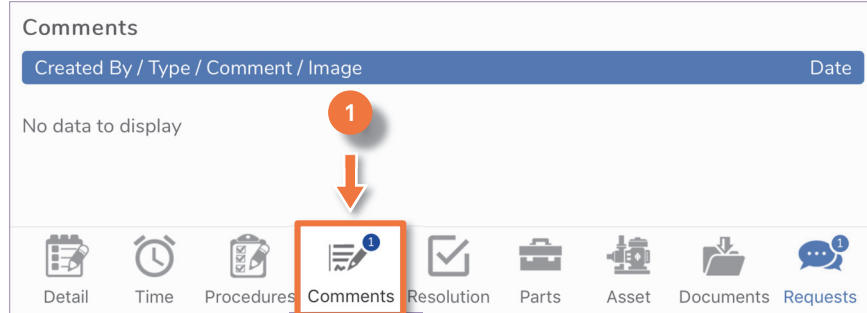 Comments
Created By / Type / Comment / Image Date
No data to display
1
1 1
Detail Time Procedures Comments Resolution Parts Asset Documents Requests